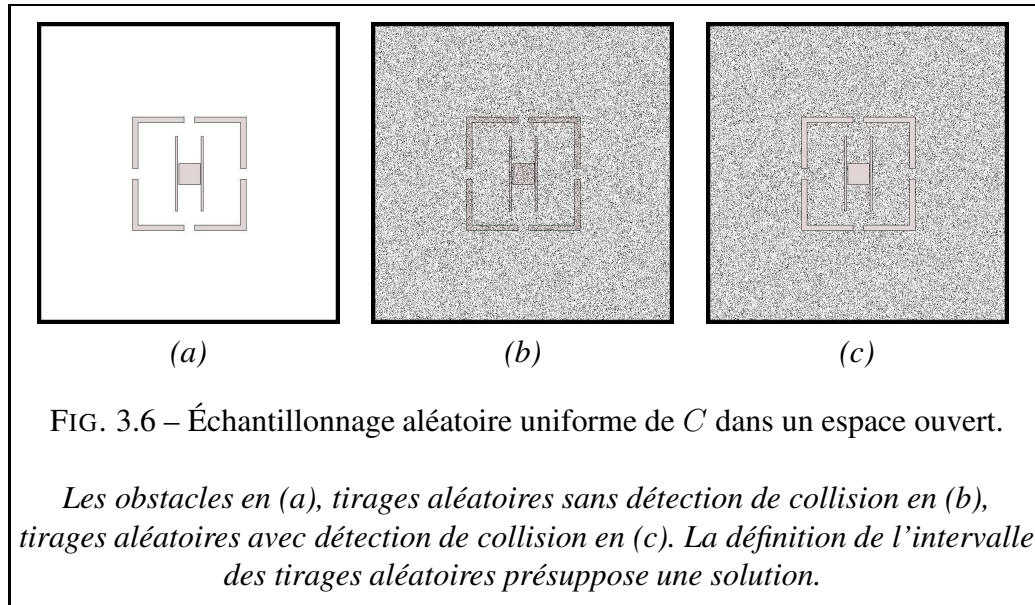 (a)
(b)
(c)
FIG. 3.6 – Échantillonnage aléatoire uniforme de C dans un espace ouvert.
Les obstacles en (a), tirages aléatoires sans détection de collision en (b),
tirages aléatoires avec détection de collision en (c). La définition de l'intervalle
des tirages aléatoires présuppose une solution.